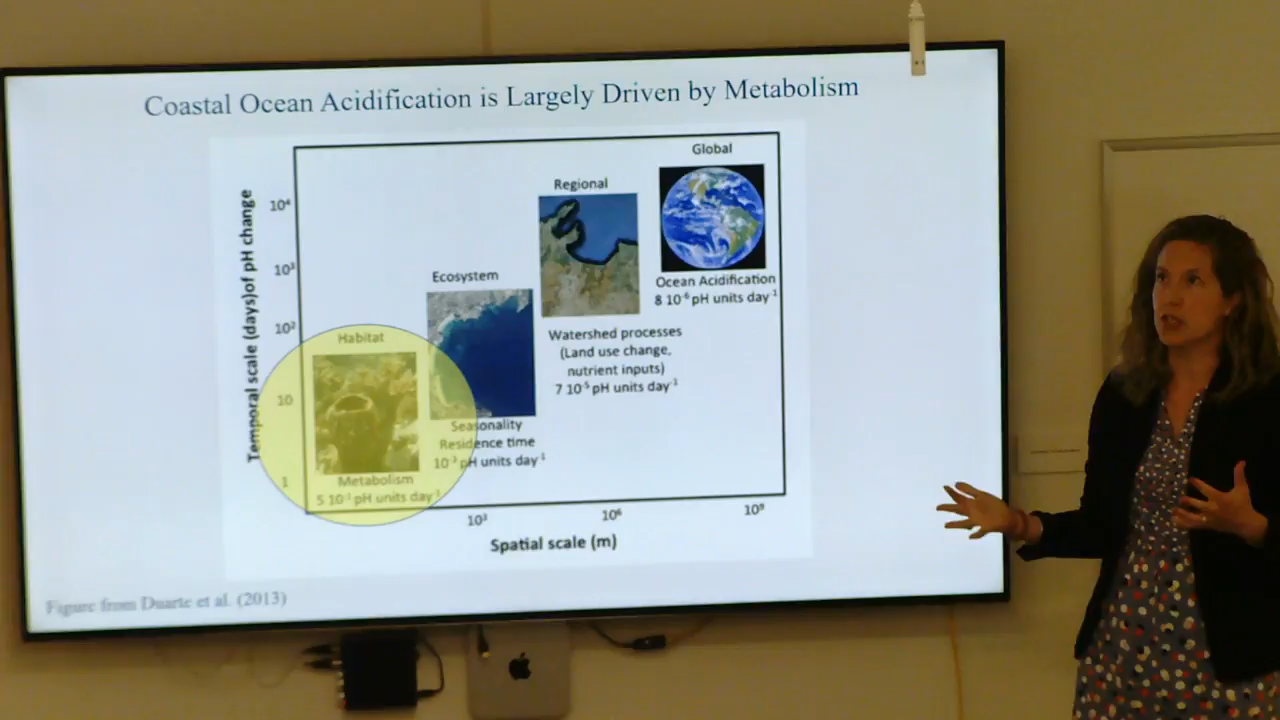 Coastal Ocean Acidification is Largely Driven by Metabolism
Temporal scale (days)of pH change
10⁴
10³
10²
10
1
Global
Ocean Acidification
8 10⁻⁶ pH units day⁻¹
Regional
Watershed processes
(Land use change,
nutrient inputs)
7 10⁻⁵ pH units day⁻¹
Ecosystem
Seasonality
Residence time
10⁻³ pH units day⁻¹
Habitat
Metabolism
5 10⁻¹ pH units day⁻¹
10³
10⁶
10⁹
Spatial scale (m)
Figure from Duarte et al. (2013)